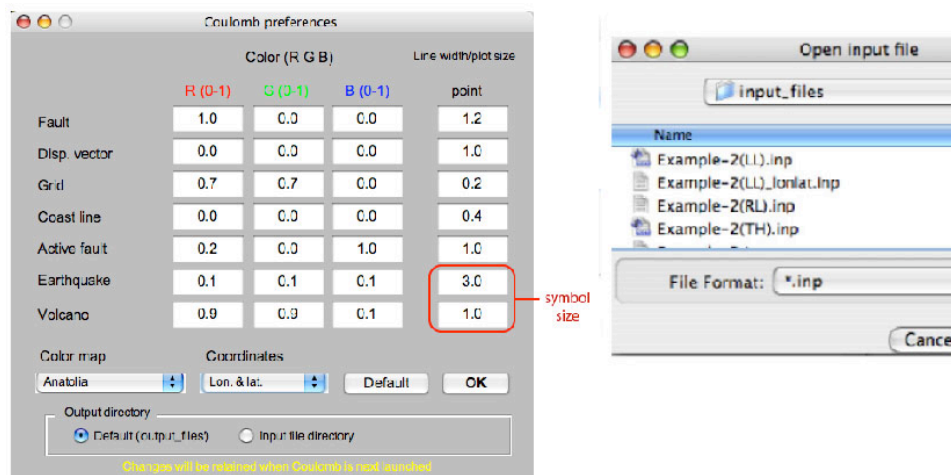 Coulomb preferences
Color (R G B) Line width/plot size
R (0-1) G (0-1) B (0-1) point
Fault 1.0 0.0 0.0 1.2
Disp. vector 0.0 0.0 0.0 1.0
Grid 0.7 0.7 0.0 0.2
Coast line 0.0 0.0 0.0 0.4
Active fault 0.2 0.0 1.0 1.0
Earthquake 0.1 0.1 0.1 3.0
Volcano 0.9 0.9 0.1 1.0
symbol
size
Color map Coordinates
Anatolia Lon. & lat. Default OK
Output directory
Default (output_files) Input file directory
Changes will be retained when Coulomb is next launched
Open input file
input_files
Name
Example-2(LL).inp
Example-2(LL)_lonlat.inp
Example-2(RL).inp
Example-2(TH).inp
File Format: *.inp
Cance